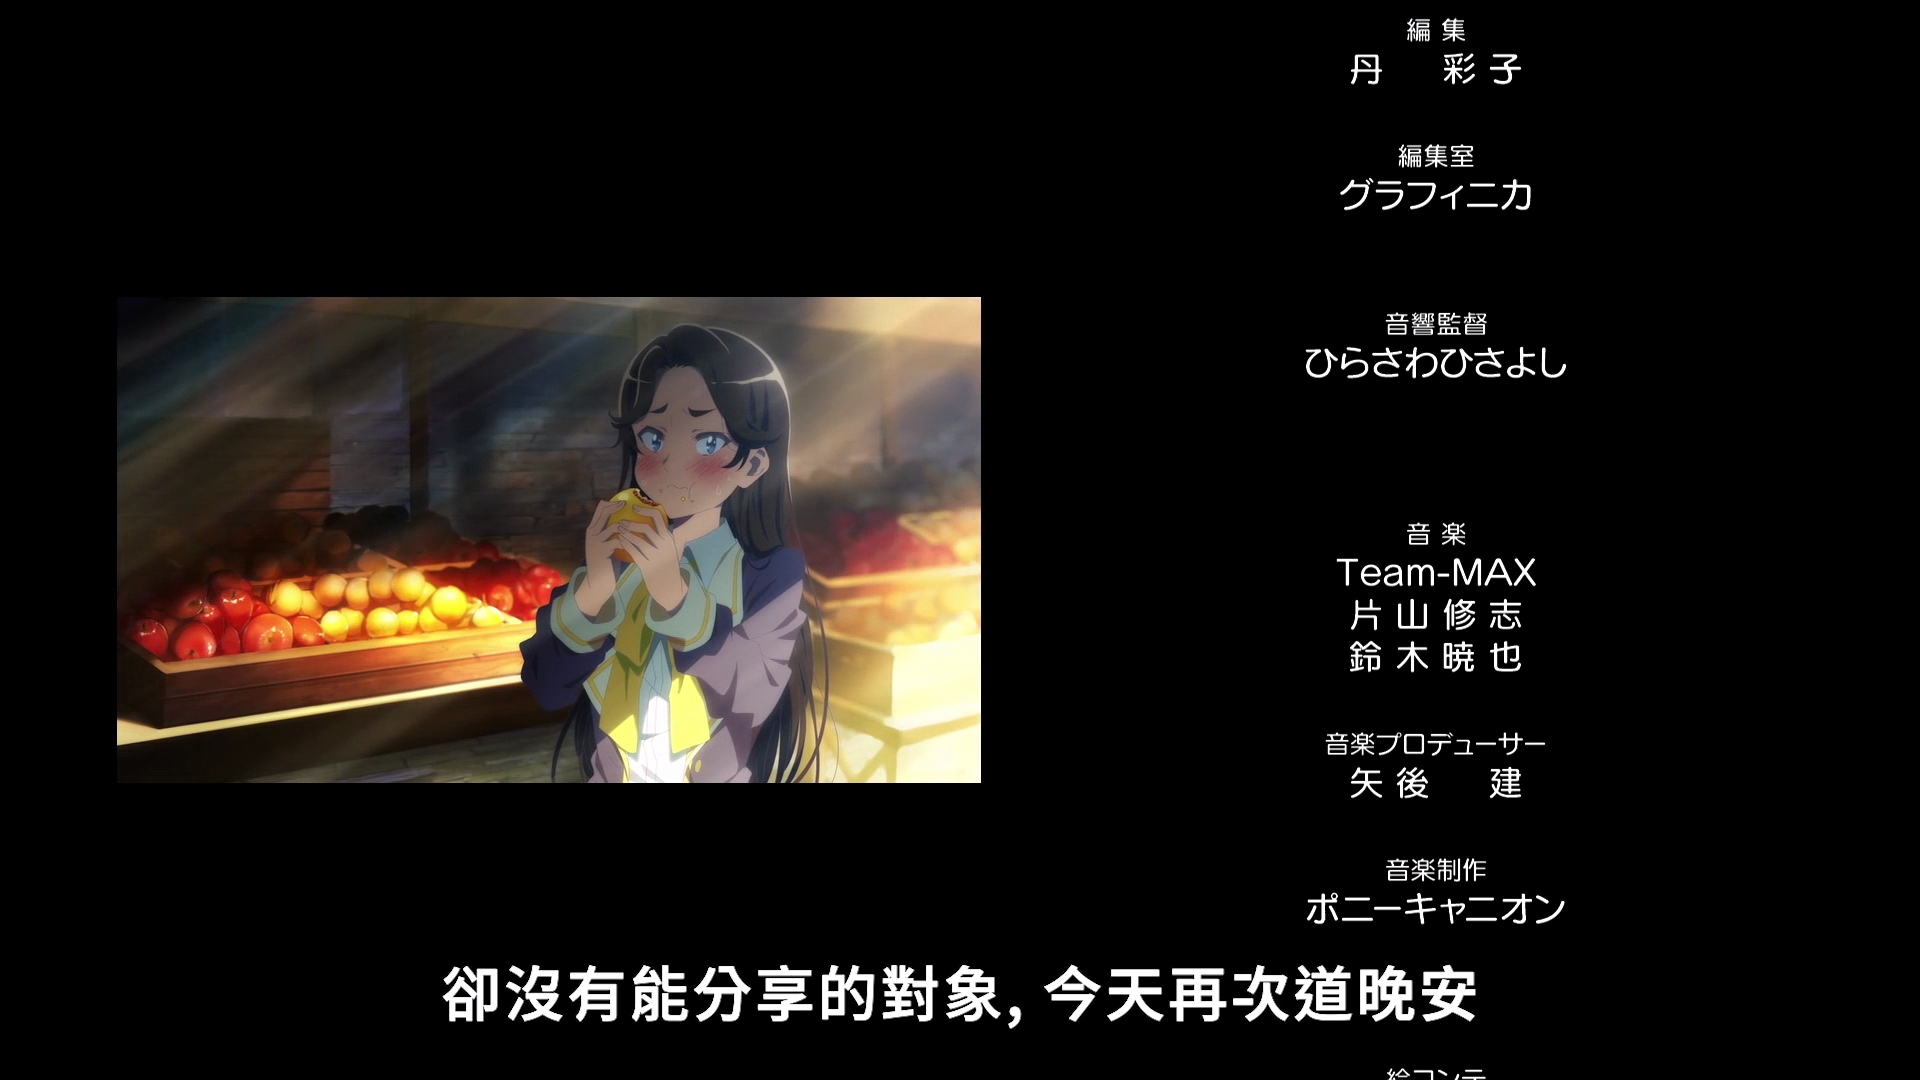 編集
丹 彩子
編集室
グラフィニカ
音響監督
ひらさわひさよし
音楽
Team-MAX
片山修志
鈴木暁也
音楽プロデューサー
矢後 建
音楽制作
ポニーキャニオン
卻沒有能分享的對象, 今天再次道晚安
絵コンテ